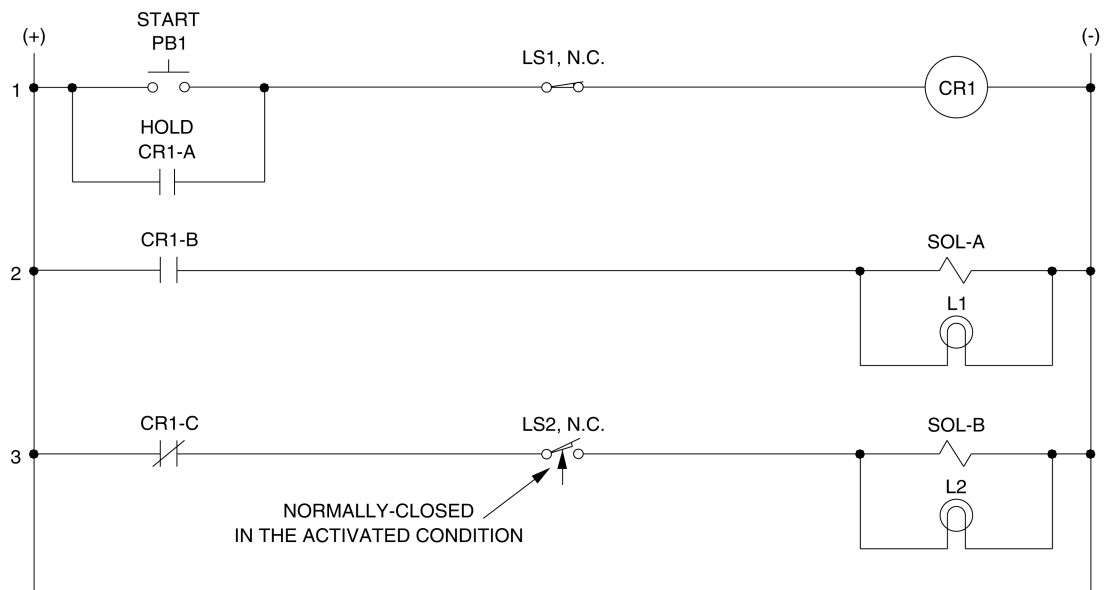 START
PB1
(+)
(-)
LS1, N.C.
1
CR1
HOLD
CR1-A
CR1-B
SOL-A
2
L1
CR1-C
LS2, N.C.
SOL-B
3
L2
NORMALLY-CLOSED
IN THE ACTIVATED CONDITION